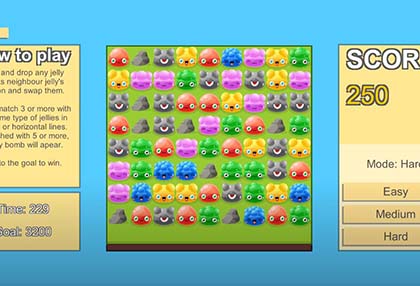 w to play
and drop any jelly
s neighbour jelly's
on and swap them.
match 3 or more with
me type of jellies in
or horizontal lines.
ched with 5 or more,
y bomb will apear.
to the goal to win.
Time: 229
Goal: 3200
SCOR
250
Mode: Har
Easy
Medium
Hard